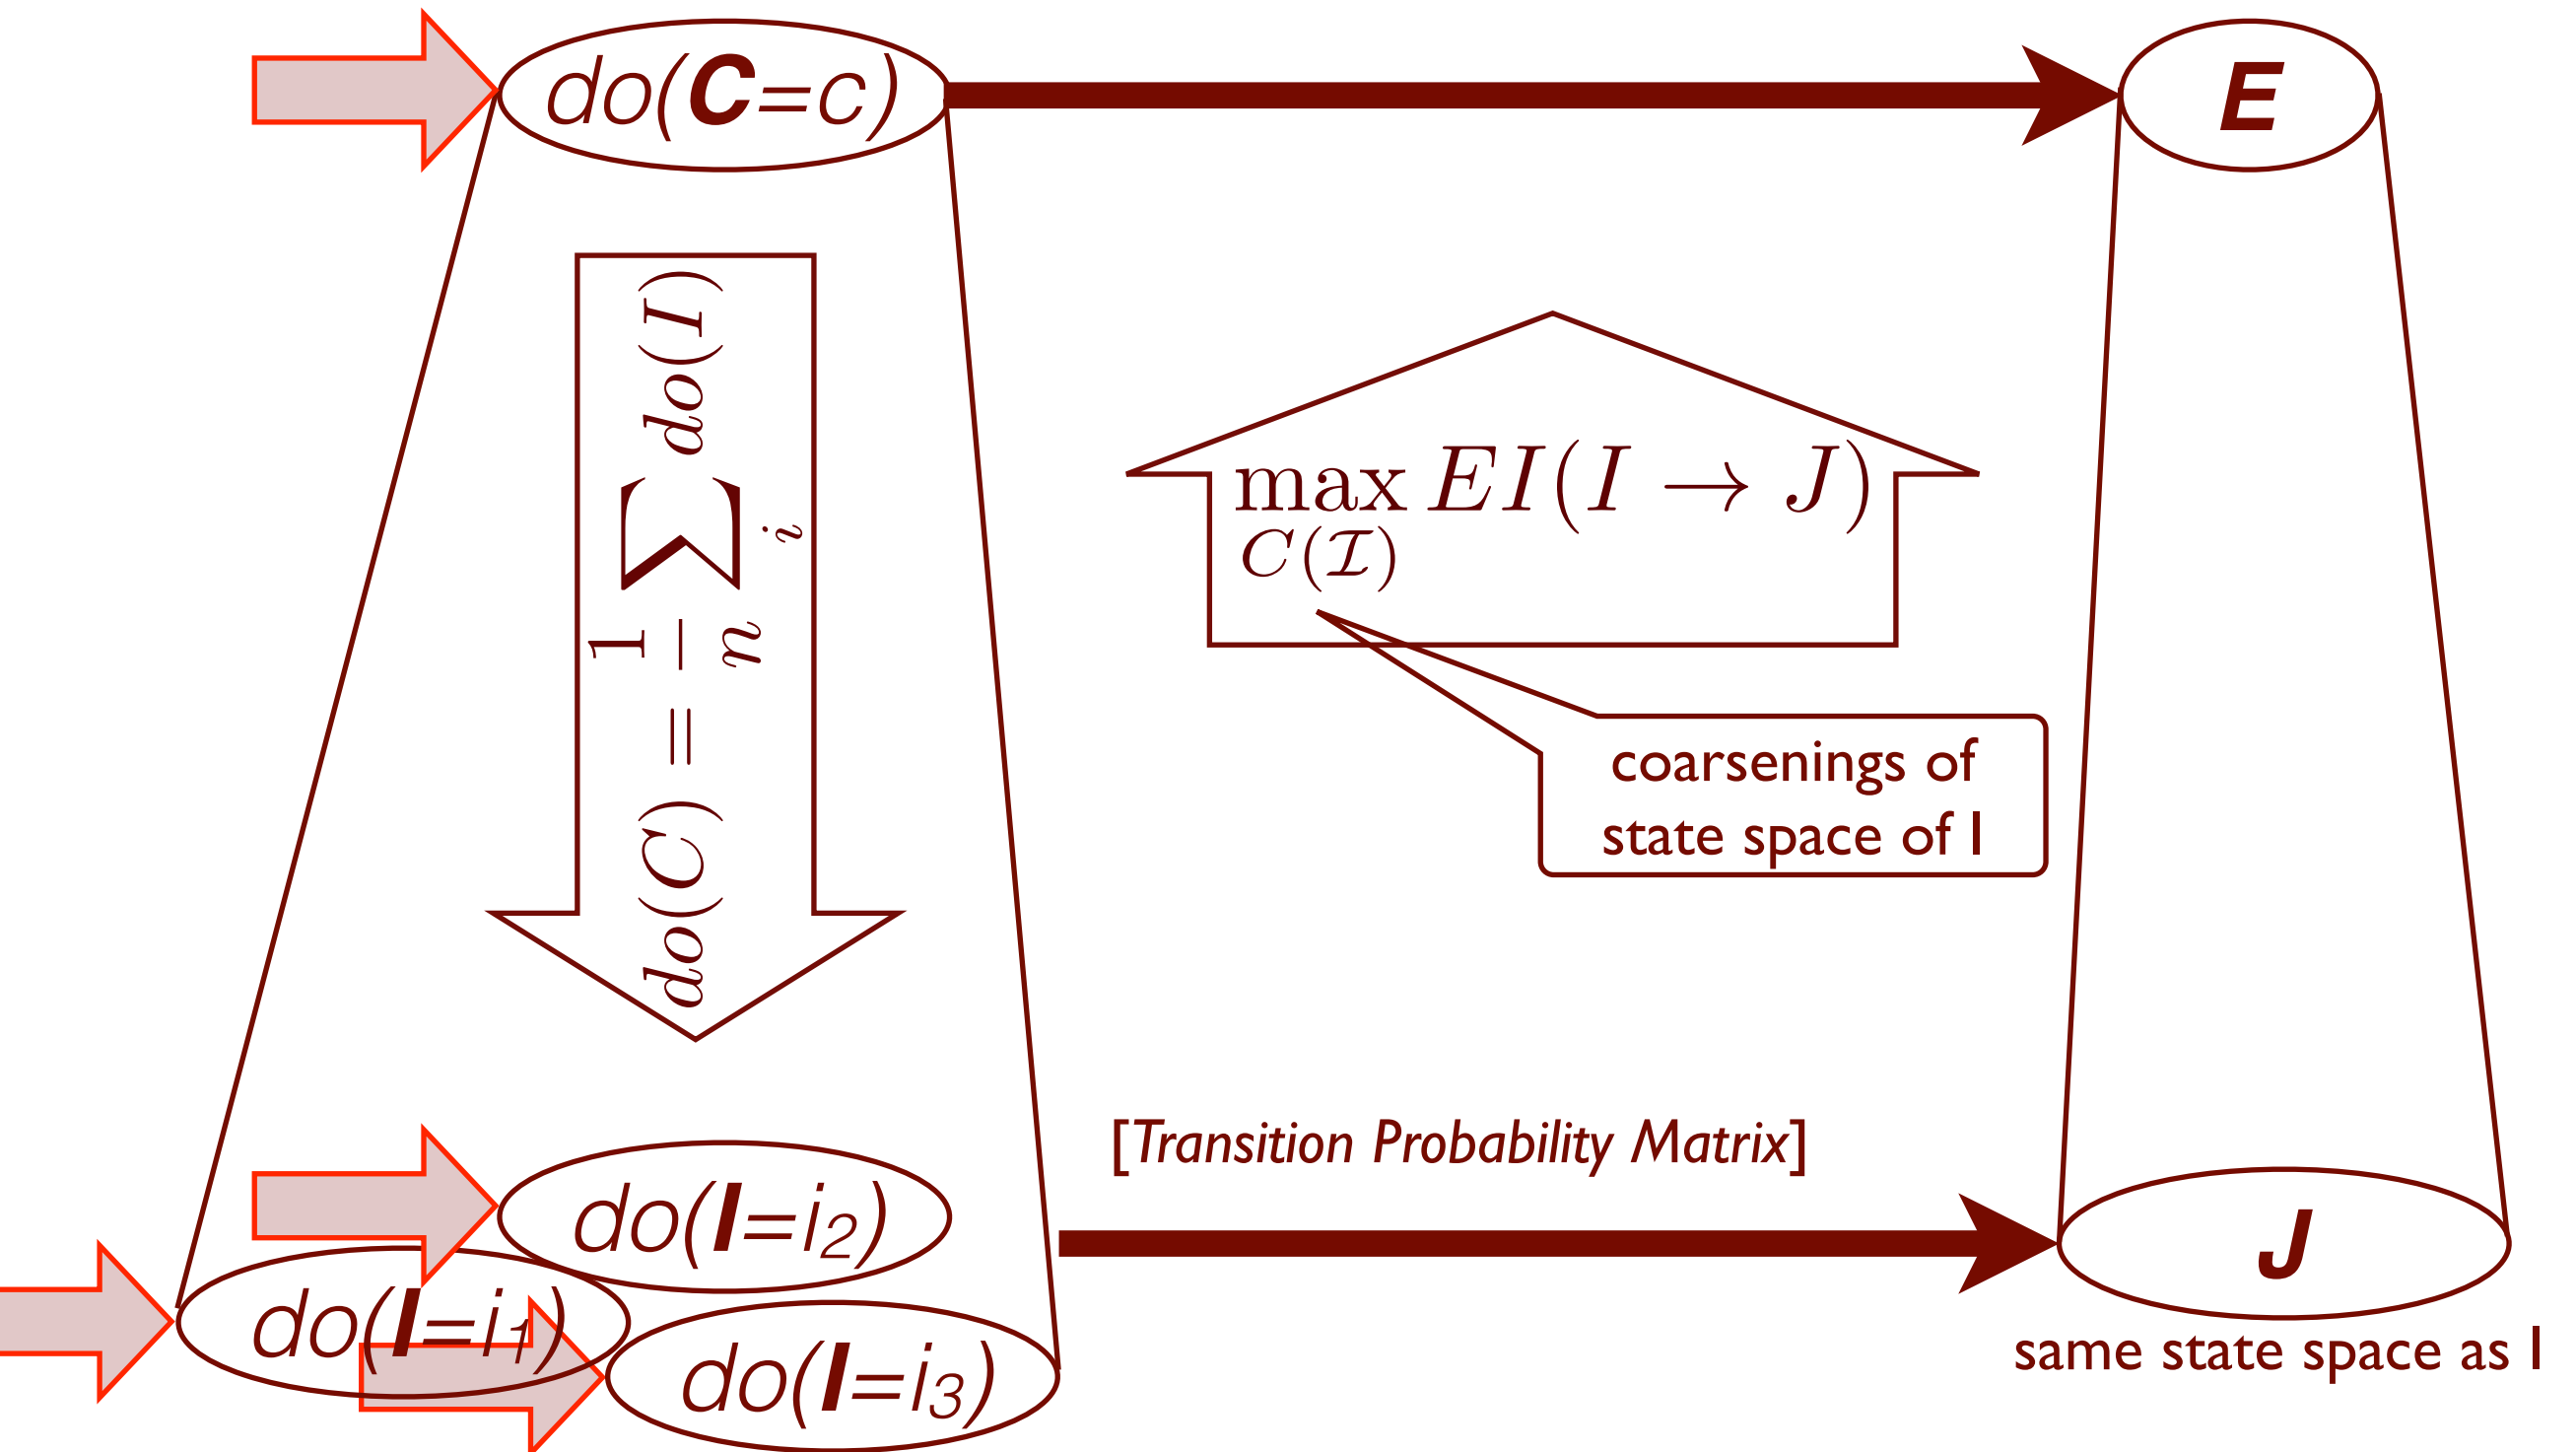 do(C=c)
E
do(C) = 1/n ∑_i do(I)
max EI(I → J)
C(ℐ)
coarsenings of
state space of I
[Transition Probability Matrix]
do(I=i₂)
J
do(I=i₁)
do(I=i₃)
same state space as I